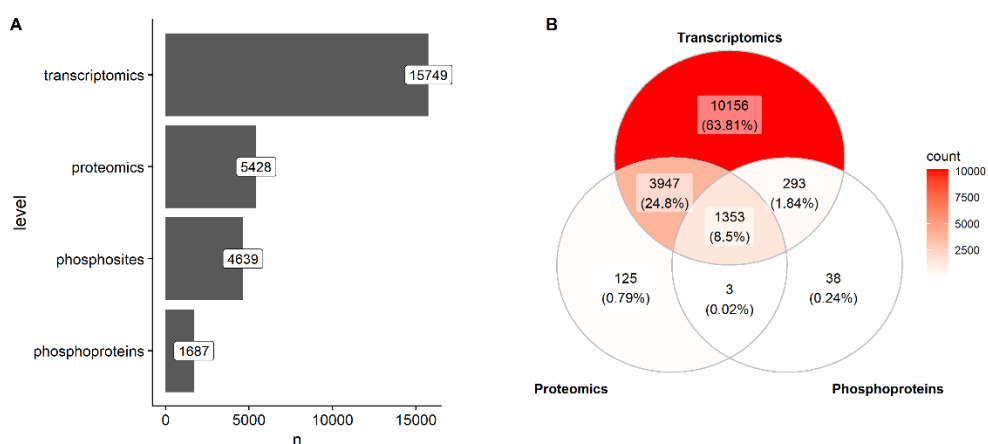 A
level
transcriptomics
15749
proteomics
5428
phosphosites
4639
phosphoproteins
1687
0
5000
10000
15000
n
B
Transcriptomics
10156
(63.81%)
3947
(24.8%)
293
(1.84%)
1353
(8.5%)
125
(0.79%)
3
(0.02%)
38
(0.24%)
Proteomics
Phosphoproteins
count
10000
7500
5000
2500